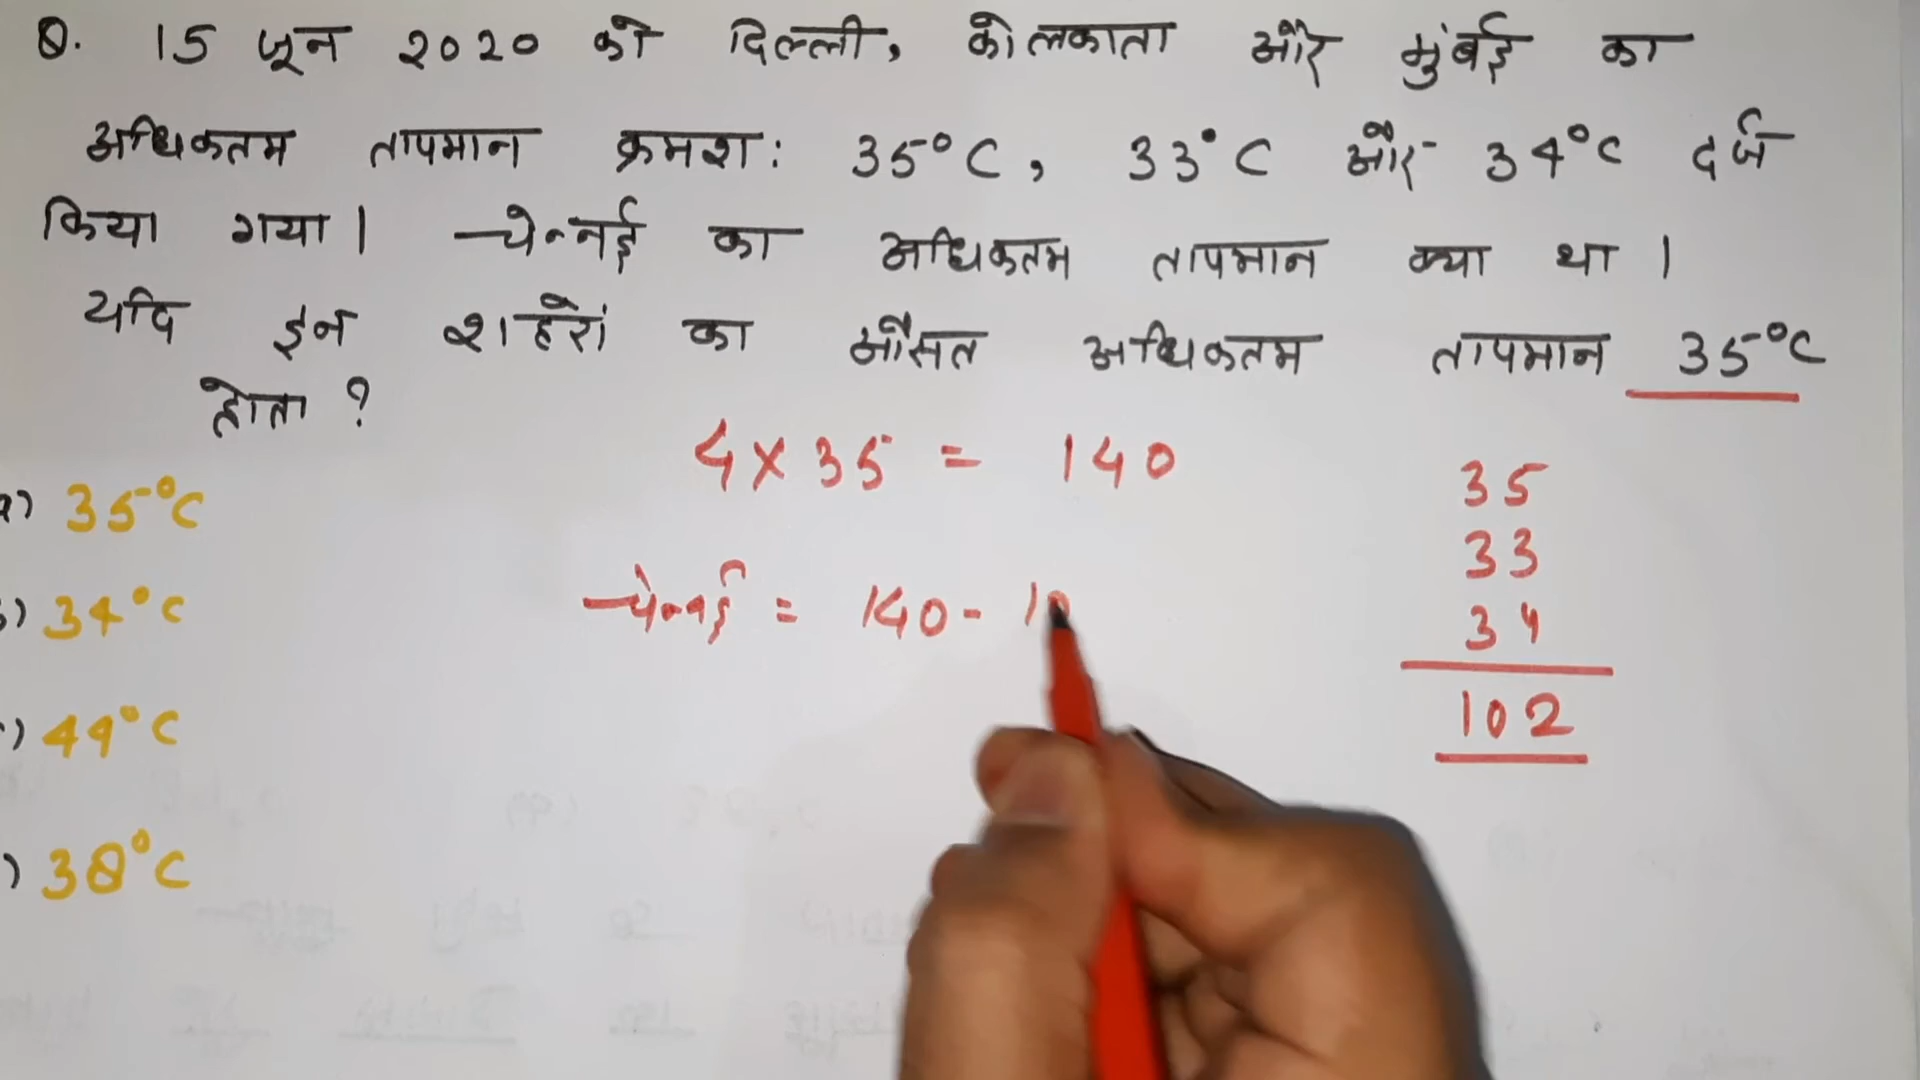 Q. 15 जून 2020 को दिल्ली, कोलकाता और मुंबई का
अधिकतम तापमान क्रमश: 35°C, 33°C और 34°C दर्ज
किया गया। चेन्नई का अधिकतम तापमान क्या था।
यदि इन शहरों का औसत अधिकतम तापमान 35°C
होता ?
4 × 35 = 140
चेन्नई = 140 - 10
35
33
34
102
35°C
) 34°C
) 44°C
) 38°C